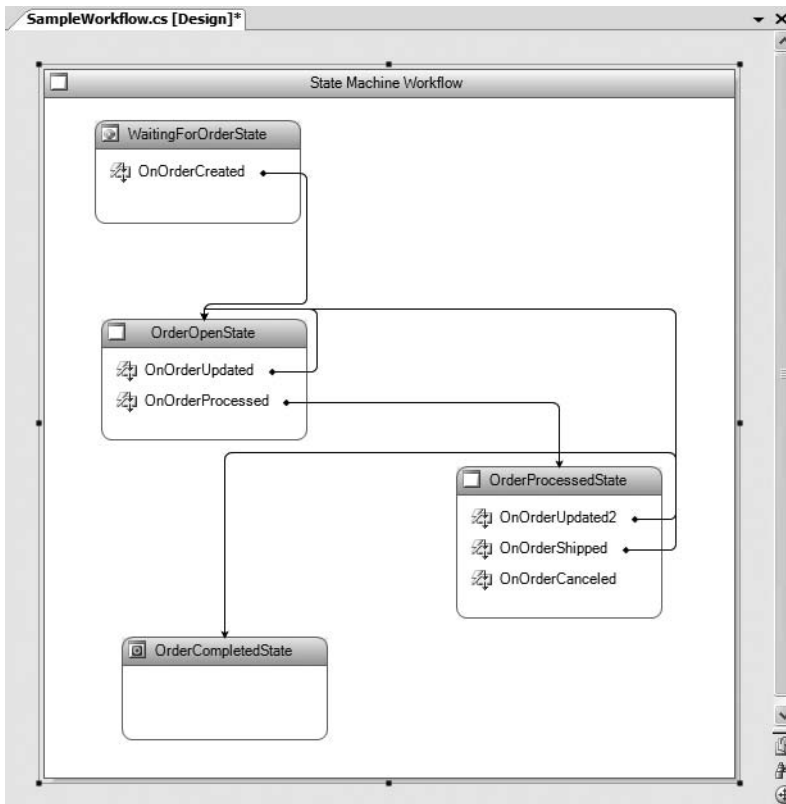 SampleWorkflow.cs [Design]*
State Machine Workflow
WaitingForOrderState
OnOrderCreated
OrderOpenState
OnOrderUpdated
OnOrderProcessed
OrderProcessedState
OnOrderUpdated2
OnOrderShipped
OnOrderCanceled
OrderCompletedState